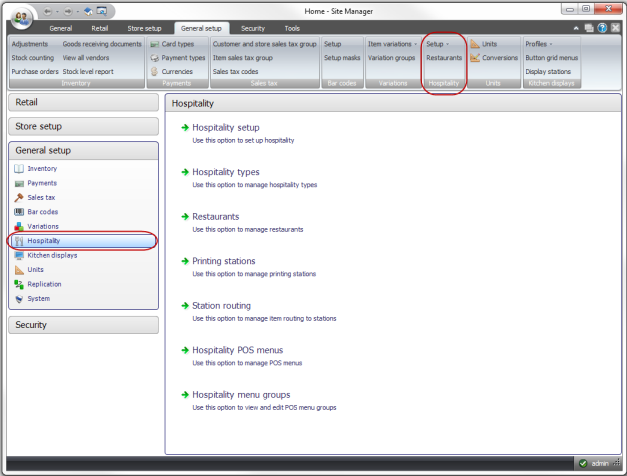 Home - Site Manager
General Retail Store setup General setup Security Tools
Adjustments Goods receiving documents Card types Customer and store sales tax group Setup Item variations Setup Units Profiles
Stock counting View all vendors Payment types Item sales tax group Setup masks Variation groups Restaurants Conversions Button grid menus
Purchase orders Stock level report Currencies Sales tax codes Display stations
Inventory Payments Sales tax Bar codes Variations Hospitality Units Kitchen displays
Retail
Store setup
General setup
Inventory
Payments
Sales tax
Bar codes
Variations
Hospitality
Kitchen displays
Units
Replication
System
Security
Hospitality
Hospitality setup
Use this option to set up hospitality
Hospitality types
Use this option to manage hospitality types
Restaurants
Use this option to manage restaurants
Printing stations
Use this option to manage printing stations
Station routing
Use this option to manage item routing to stations
Hospitality POS menus
Use this option to manage POS menus
Hospitality menu groups
Use this option to view and edit POS menu groups
admin